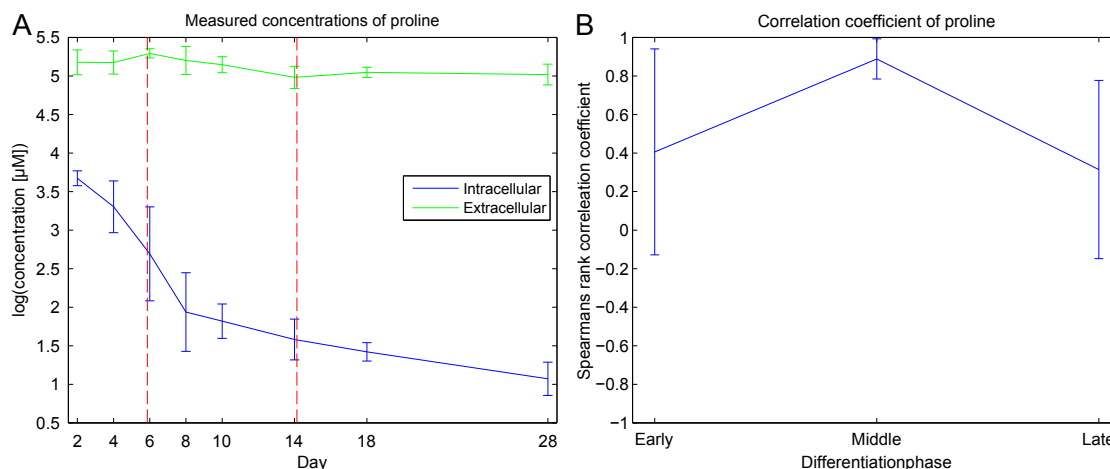 A
Measured concentrations of proline
5.5
5
4.5
4
3.5
3
2.5
2
1.5
1
0.5
log(concentration [µM])
Intracellular
Extracellular
2 4 6 8 10 14 18 28
Day
B
Correlation coefficient of proline
1
0.8
0.6
0.4
0.2
0
−0.2
−0.4
−0.6
−0.8
−1
Spearmans rank correleation coefficient
Early Middle Late
Differentiationphase